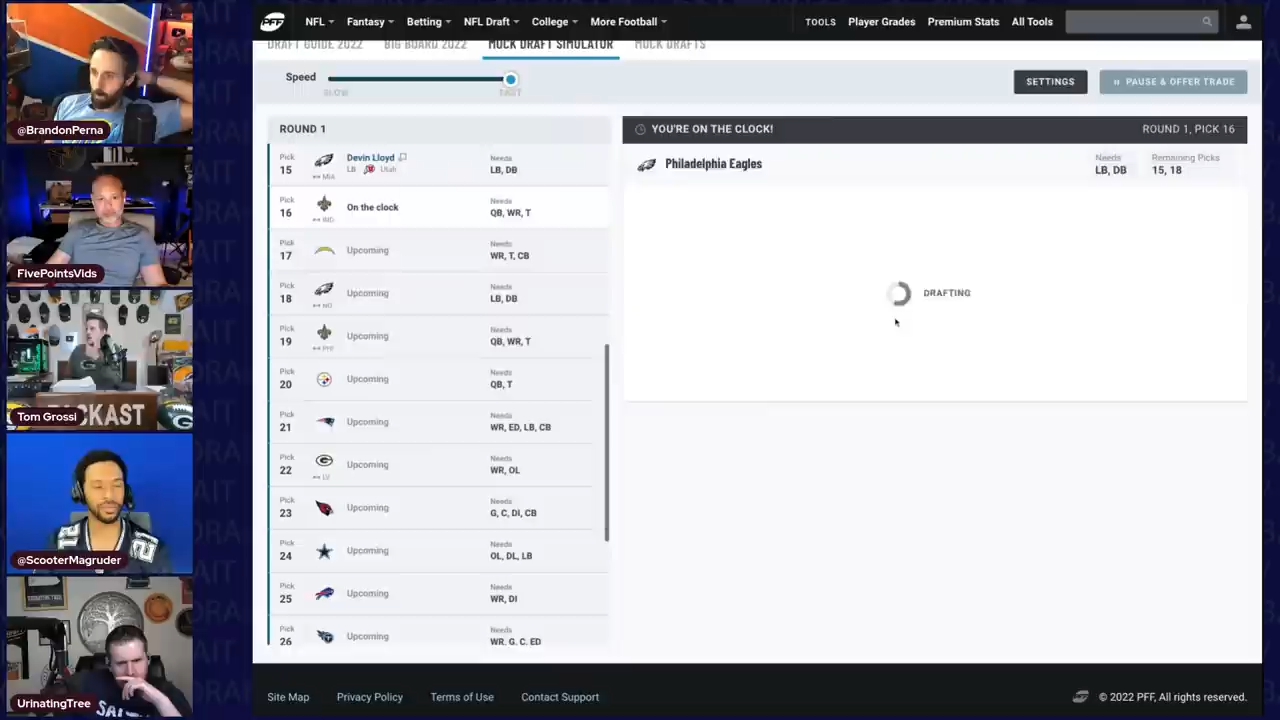 PFF
NFL
Fantasy
Betting
NFL Draft
College
More Football
TOOLS
Player Grades
Premium Stats
All Tools
DRAFT GUIDE 2022
BIG BOARD 2022
MOCK DRAFT SIMULATOR
MOCK DRAFTS
Speed
SLOW
FAST
SETTINGS
PAUSE & OFFER TRADE
ROUND 1
Pick 15
MIA
Devin Lloyd
LB Utah
Needs
LB, DB
Pick 16
IND
On the clock
Needs
QB, WR, T
Pick 17
Upcoming
Needs
WR, T, CB
Pick 18
NO
Upcoming
Needs
LB, DB
Pick 19
PHI
Upcoming
Needs
QB, WR, T
Pick 20
Upcoming
Needs
QB, T
Pick 21
Upcoming
Needs
WR, ED, LB, CB
Pick 22
LV
Upcoming
Needs
WR, OL
Pick 23
Upcoming
Needs
G, C, DI, CB
Pick 24
Upcoming
Needs
OL, DL, LB
Pick 25
Upcoming
Needs
WR, DI
Pick 26
Upcoming
Needs
WR, G, C, ED
YOU'RE ON THE CLOCK!
ROUND 1, PICK 16
Philadelphia Eagles
Needs
LB, DB
Remaining Picks
15, 18
DRAFTING
Site Map
Privacy Policy
Terms of Use
Contact Support
© 2022 PFF, All rights reserved.
@BrandonPerna
FivePointsVids
Tom Grossi
PACKAST
@ScooterMagruder
21
UrinatingTree